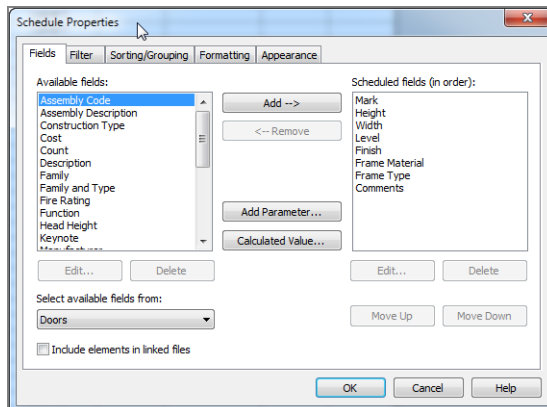 Schedule Properties
x
Fields Filter Sorting/Grouping Formatting Appearance
Available fields:
Assembly Code
Assembly Description
Construction Type
Cost
Count
Description
Family
Family and Type
Fire Rating
Function
Head Height
Keynote
Manufacturer
Add -->
<-- Remove
Add Parameter...
Calculated Value...
Scheduled fields (in order):
Mark
Height
Width
Level
Finish
Frame Material
Frame Type
Comments
Edit... Delete
Edit... Delete
Select available fields from:
Doors
Move Up Move Down
Include elements in linked files
OK Cancel Help